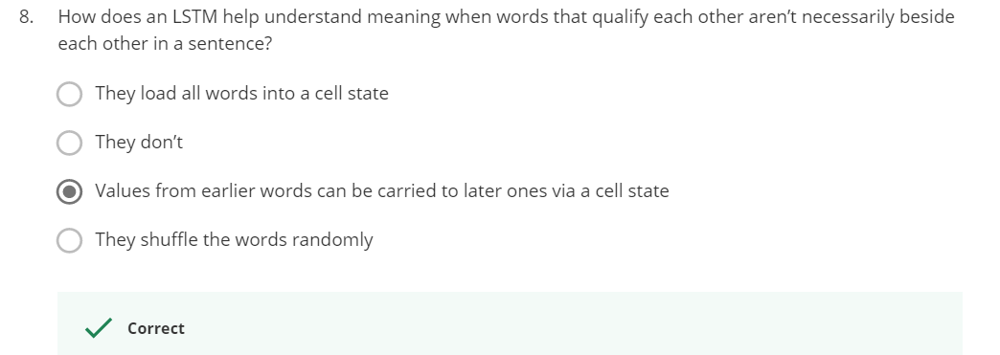 8. How does an LSTM help understand meaning when words that qualify each other aren’t necessarily beside
each other in a sentence?
They load all words into a cell state
They don’t
Values from earlier words can be carried to later ones via a cell state
They shuffle the words randomly
Correct